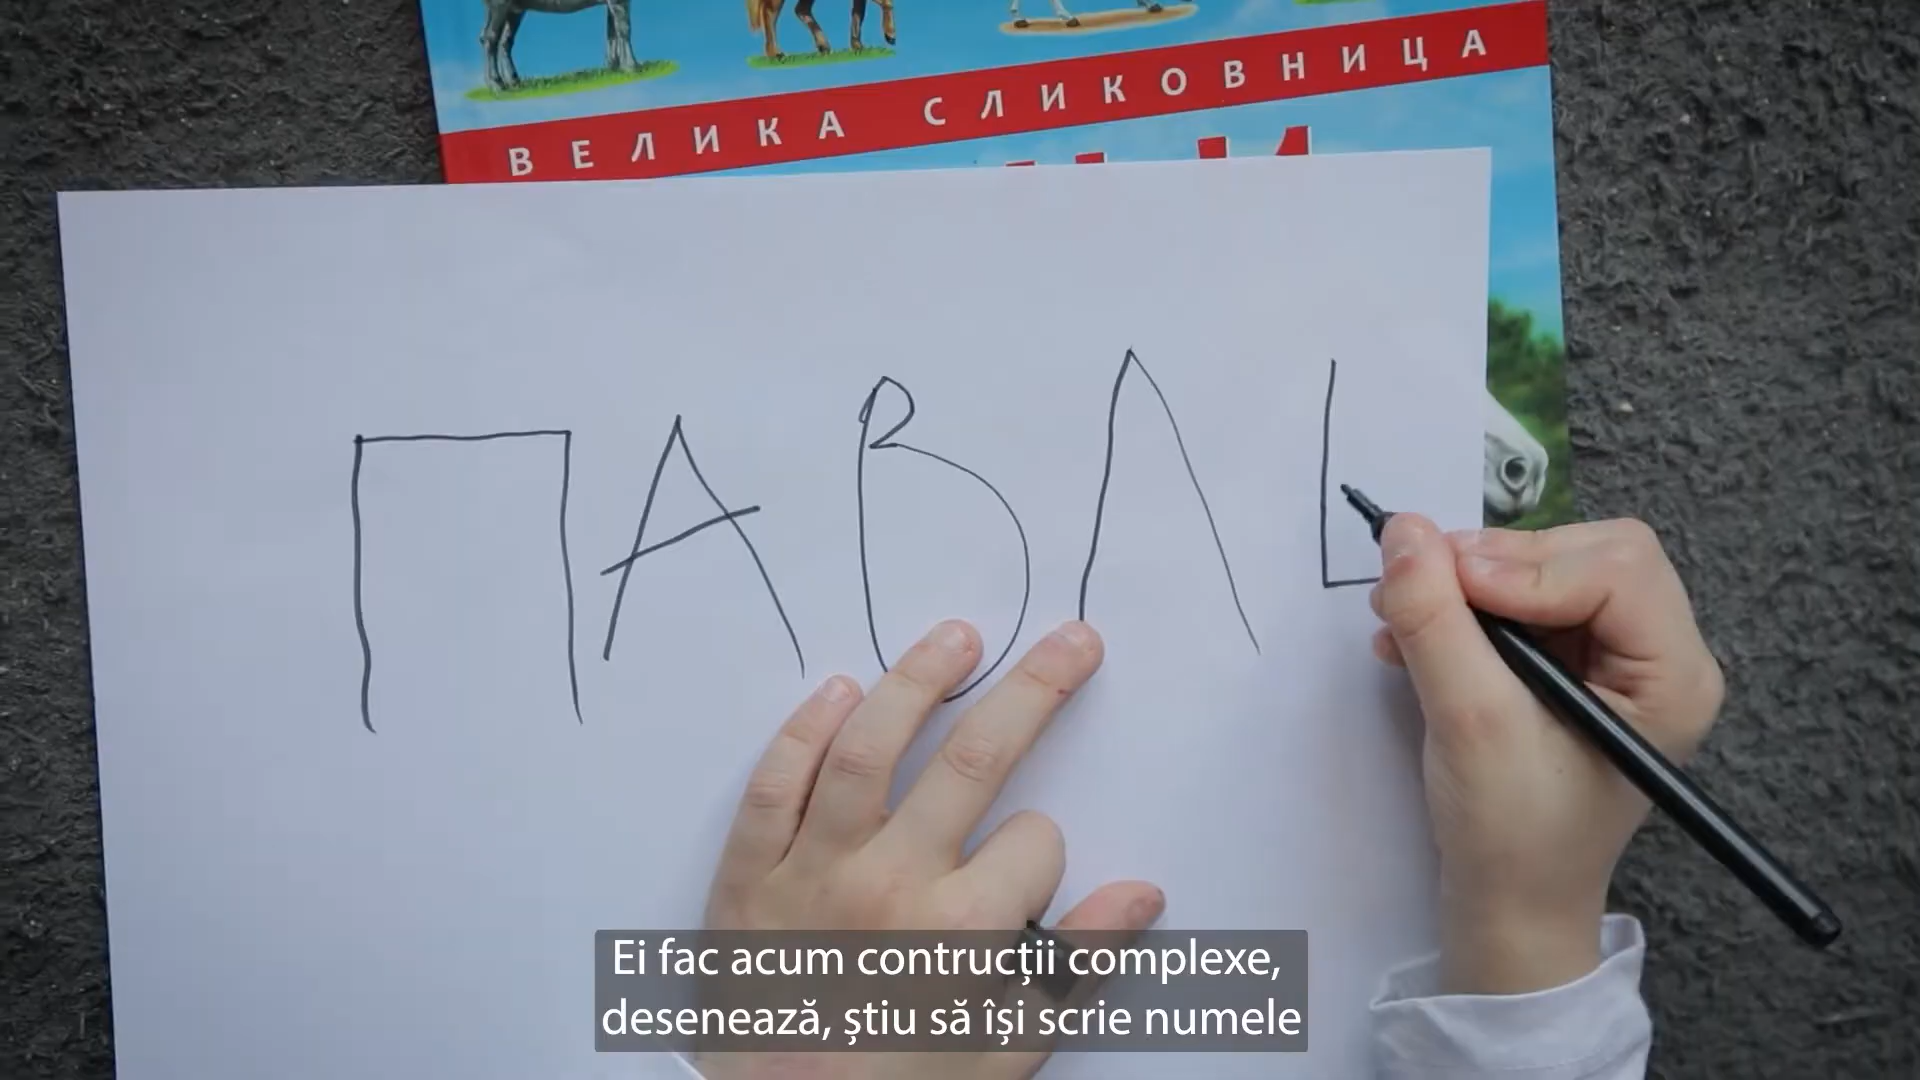 ВЕЛИКА СЛИКОВНИЦА
ПАВЛ
Ei fac acum contrucții complexe,
desenează, știu să își scrie numele